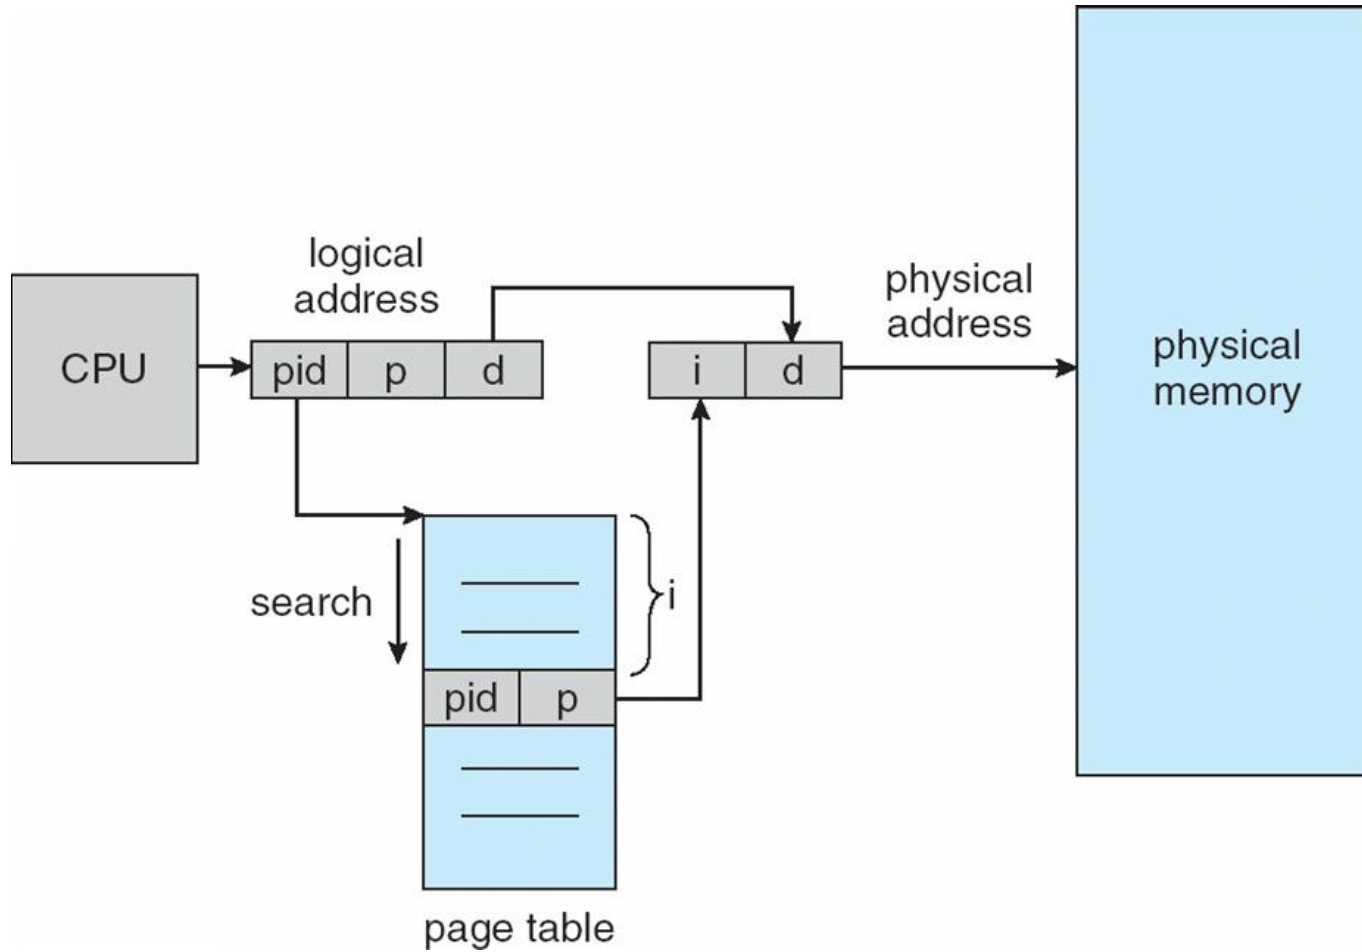 logical
address
physical
address
CPU
pid p d
i d
physical
memory
search
i
pid p
page table